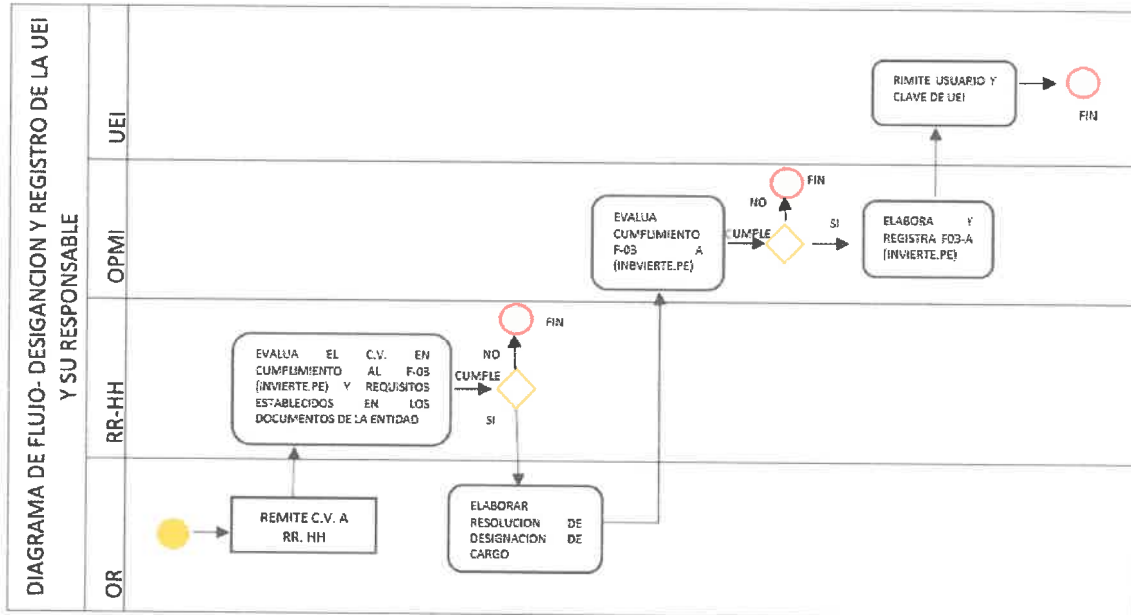 DIAGRAMA DE FLUJO- DESIGANCION Y REGISTRO DE LA UEI
Y SU RESPONSABLE
UEI
RIMITE USUARIO Y
CLAVE DE UEI
FIN
OPMI
EVALUA
CUMFLIMIENTO
F-03 A
(INBVIERTE.PE)
CUMPLE
NO
FIN
SI
ELABORA Y
REGISTRA F03-A
(INVIERTE.PE)
RR-HH
EVALUA EL C.V. EN
CUMFLIMIENTO AL F-03
(INVIERTE.PE) Y REQUISITOS
ESTABLECIDOS EN LOS
DOCUMENTOS DE LA ENTIDAD
CUMPLE
NO
FIN
SI
OR
REMITE C.V. A
RR. HH
ELABORAR
RESOLUCION DE
DESIGNACION DE
CARGO